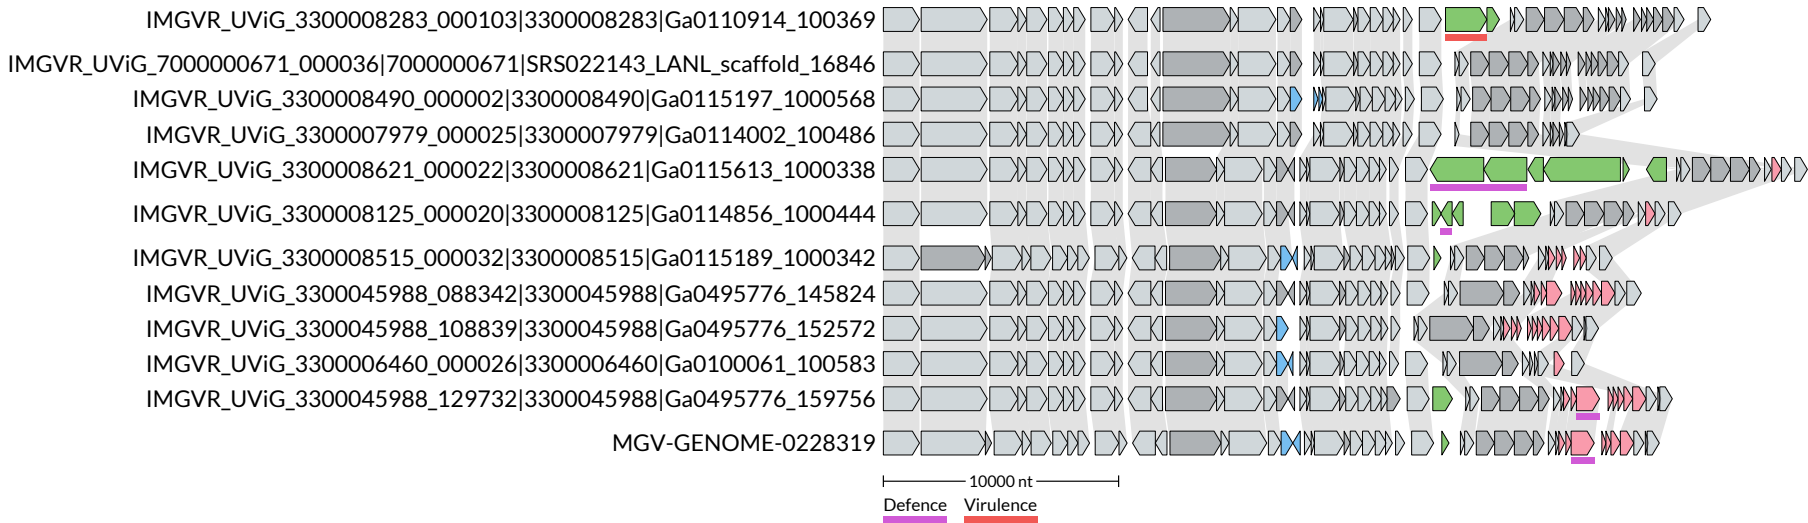 IMGVR_UViG_3300008283_000103|3300008283|Ga0110914_100369
IMGVR_UViG_7000000671_000036|7000000671|SRS022143_LANL_scaffold_16846
IMGVR_UViG_3300008490_000002|3300008490|Ga0115197_1000568
IMGVR_UViG_3300007979_000025|3300007979|Ga0114002_100486
IMGVR_UViG_3300008621_000022|3300008621|Ga0115613_1000338
IMGVR_UViG_3300008125_000020|3300008125|Ga0114856_1000444
IMGVR_UViG_3300008515_000032|3300008515|Ga0115189_1000342
IMGVR_UViG_3300045988_088342|3300045988|Ga0495776_145824
IMGVR_UViG_3300045988_108839|3300045988|Ga0495776_152572
IMGVR_UViG_3300006460_000026|3300006460|Ga0100061_100583
IMGVR_UViG_3300045988_129732|3300045988|Ga0495776_159756
MGV-GENOME-0228319
10000 nt
Defence Virulence